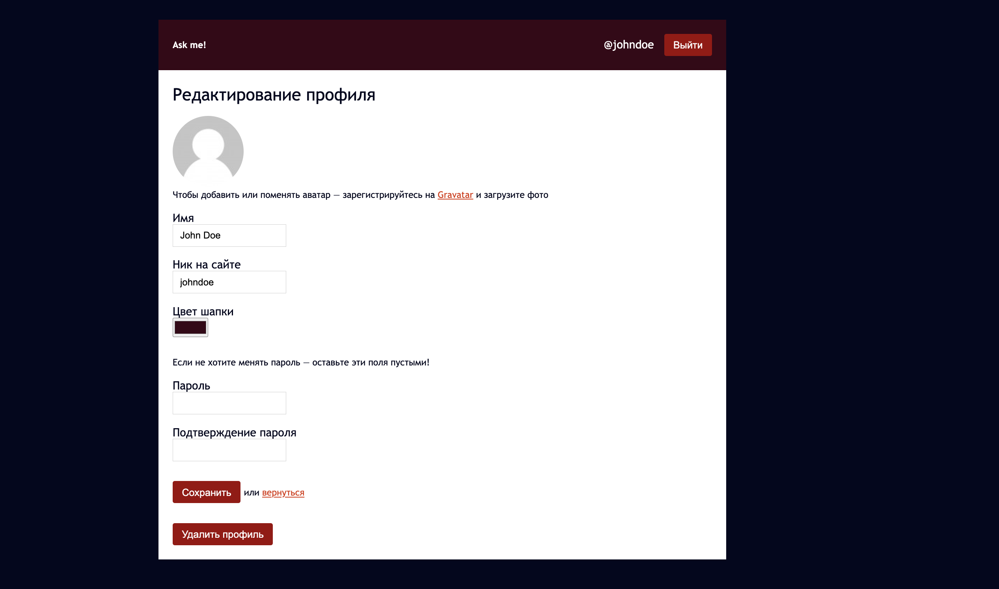 Ask me!
@johndoe Выйти
Редактирование профиля
Чтобы добавить или поменять аватар — зарегистрируйтесь на Gravatar и загрузите фото
Имя
John Doe
Ник на сайте
johndoe
Цвет шапки
Если не хотите менять пароль — оставьте эти поля пустыми!
Пароль
Подтверждение пароля
Сохранить или вернуться
Удалить профиль